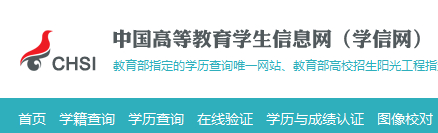 中国高等教育学生信息网（学信网）
CHSI
教育部指定的学历查询唯一网站、教育部高校招生阳光工程指
首页 学籍查询 学历查询 在线验证 学历与成绩认证 图像校对